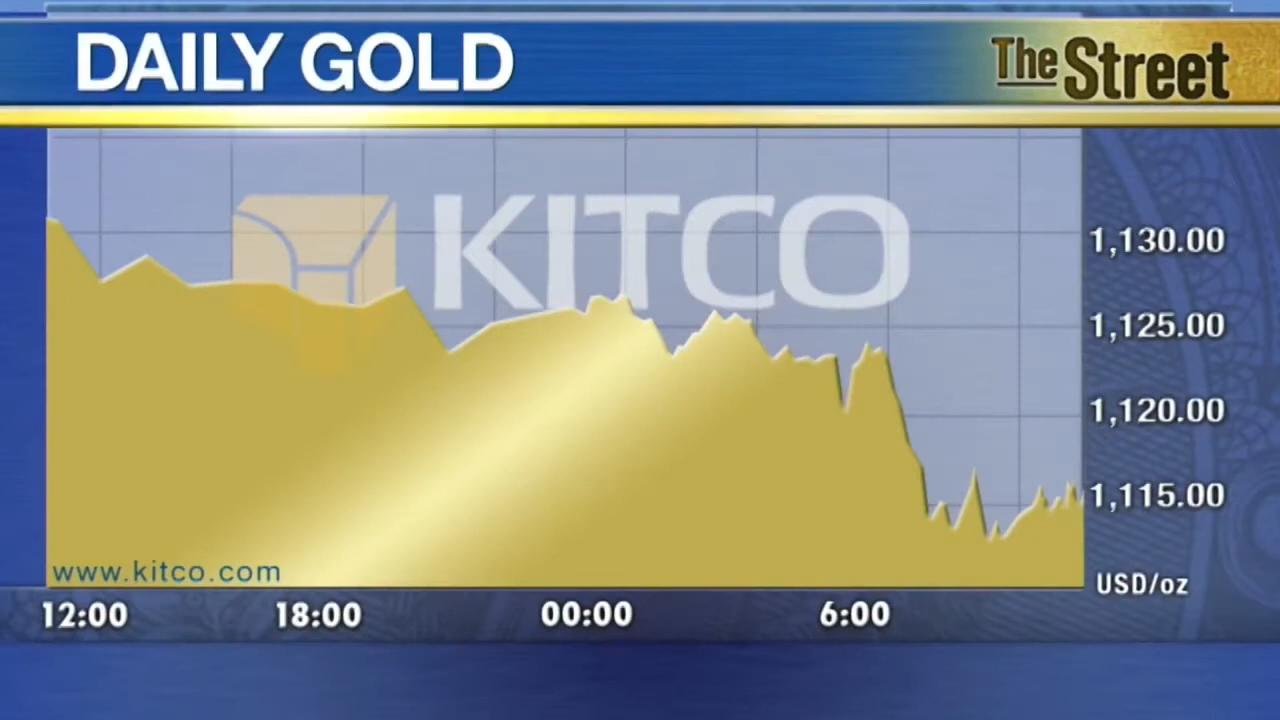 DAILY GOLD
The Street
KITCO
1,130.00
1,125.00
1,120.00
1,115.00
www.kitco.com
USD/oz
12:00 18:00 00:00 6:00